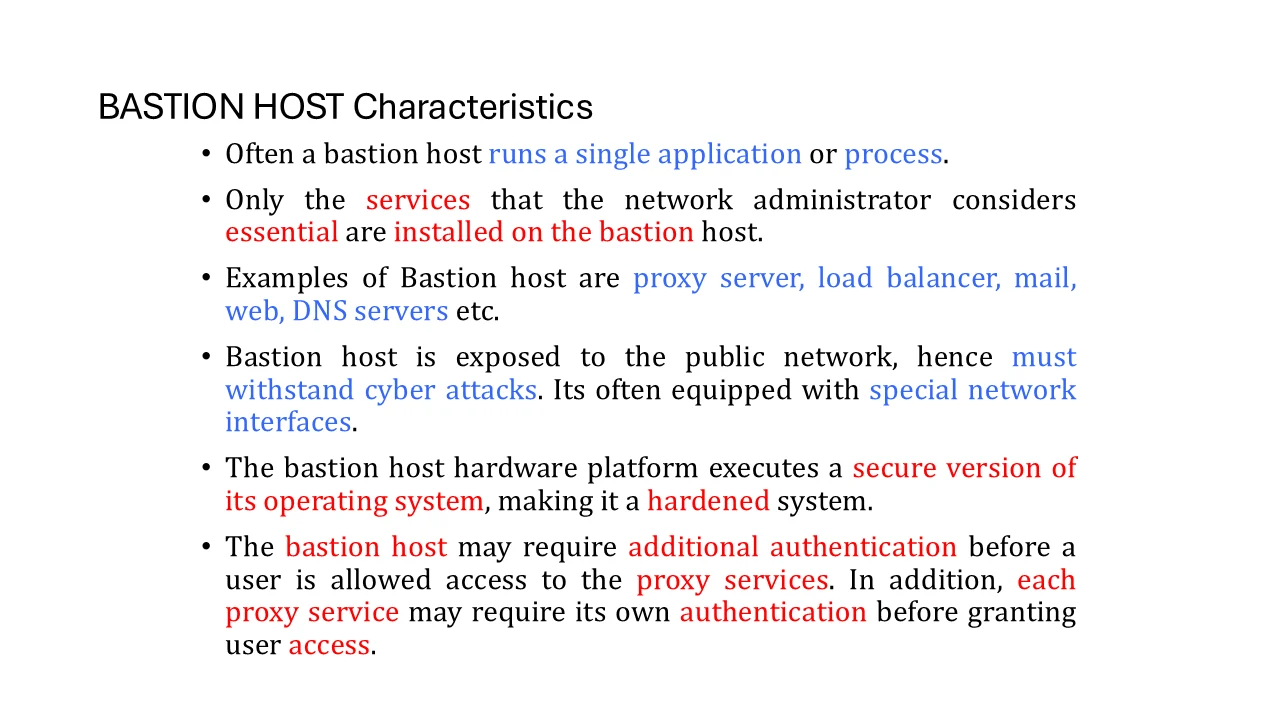 BASTION HOST Characteristics
• Often a bastion host runs a single application or process.
• Only the services that the network administrator considers
essential are installed on the bastion host.
• Examples of Bastion host are proxy server, load balancer, mail,
web, DNS servers etc.
• Bastion host is exposed to the public network, hence must
withstand cyber attacks. Its often equipped with special network
interfaces.
• The bastion host hardware platform executes a secure version of
its operating system, making it a hardened system.
• The bastion host may require additional authentication before a
user is allowed access to the proxy services. In addition, each
proxy service may require its own authentication before granting
user access.